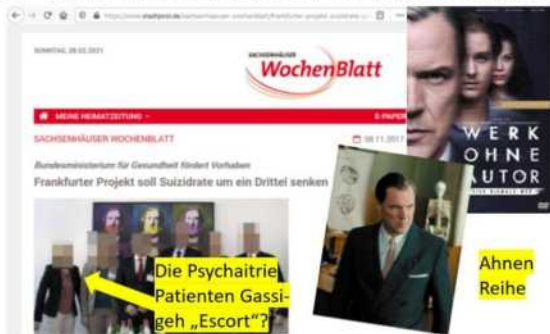 SONNTAG, 28.02.2021
SACHSENHÄUSER
WochenBlatt
MEINE HEIMATZEITUNG
E-PAPER
SACHSENHÄUSER WOCHENBLATT
08.11.2017
Bundesministerium für Gesundheit fördert Vorhaben
Frankfurter Projekt soll Suizidrate um ein Drittel senken
WERK
OHNE
AUTOR
Die Psychaitrie
Patienten Gassi-
geh „Escort“?
Ahnen
Reihe